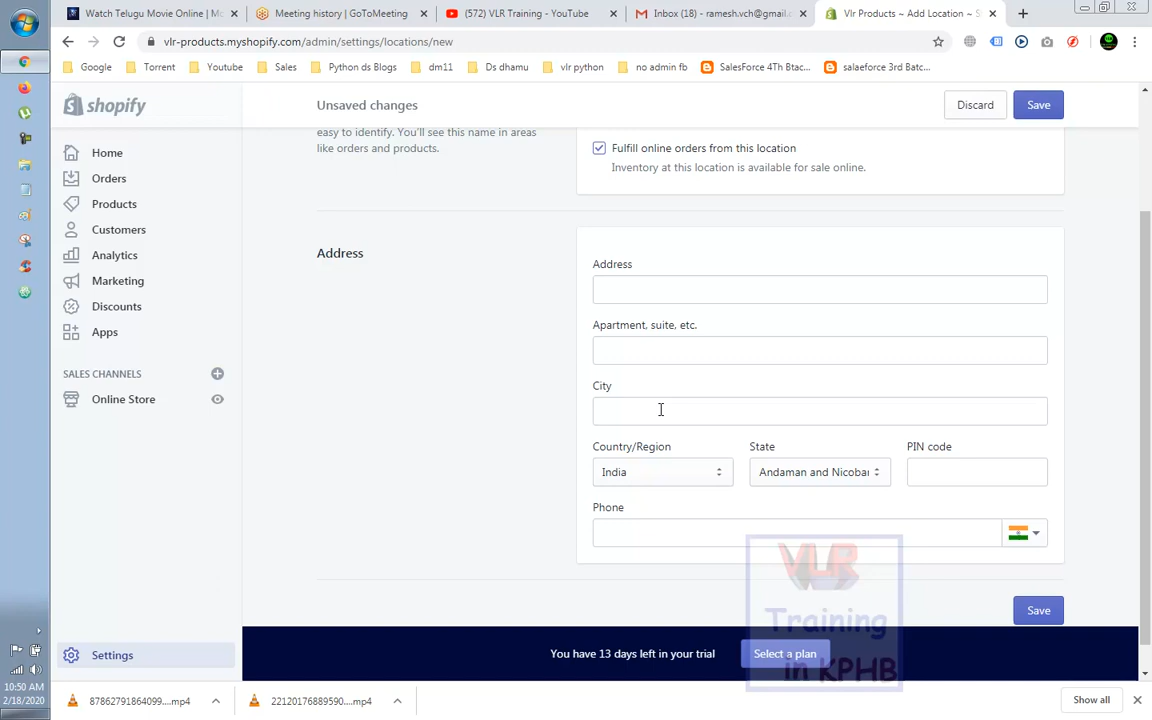 Watch Telugu Movie Online | Mo
Meeting history | GoToMeeting
(572) VLR Training - YouTube
Inbox (18) - ramesh.vch@gmail.c
Vlr Products ~ Add Location ~ S
vlr-products.myshopify.com/admin/settings/locations/new
Google
Torrent
Youtube
Sales
Python ds Blogs
dm11
Ds dhamu
vlr python
no admin fb
SalesForce 4Th Btac...
salaeforce 3rd Batc...
shopify
Unsaved changes
Discard
Save
easy to identify. You'll see this name in areas
like orders and products.
Fulfill online orders from this location
Inventory at this location is available for sale online.
Home
Orders
Products
Customers
Analytics
Marketing
Discounts
Apps
SALES CHANNELS
Online Store
Settings
Address
Address
Apartment, suite, etc.
City
Country/Region
State
PIN code
India
Andaman and Nicobar
Phone
Save
VLR
Training
in KPHB
You have 13 days left in your trial
Select a plan
10:50 AM
2/18/2020
87862791864099....mp4
22120176889590....mp4
Show all